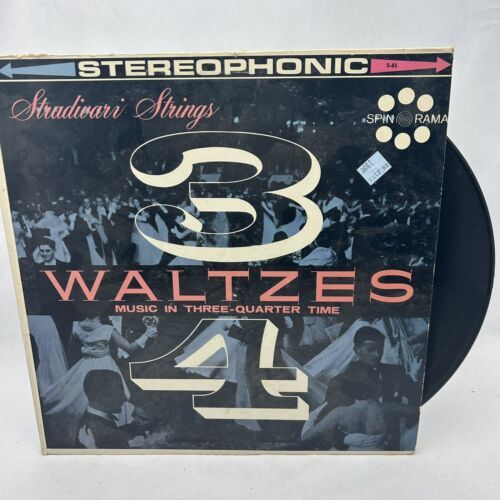 STEREOPHONIC
S-85
Stradivari Strings
SPIN O RAMA
3
WALTZES
MUSIC IN THREE-QUARTER TIME
4